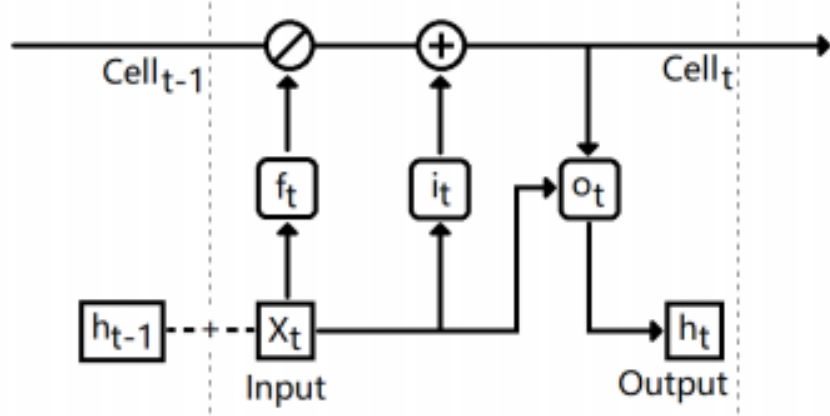 +
Cell_{t-1}
Cell_t
f_t
i_t
o_t
h_{t-1}
+
X_t
h_t
Input
Output